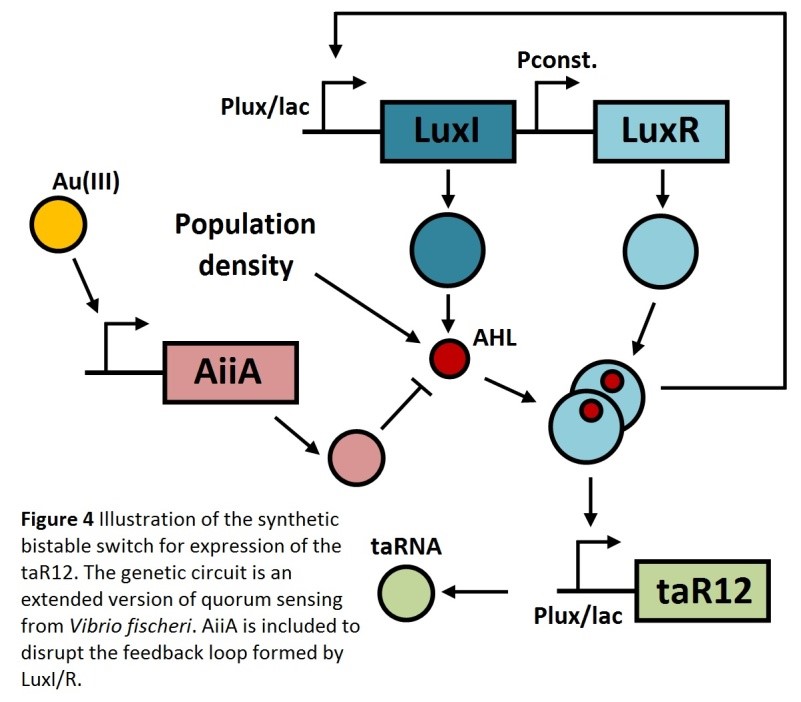 Pconst.
Plux/lac
LuxI
LuxR
Au(III)
Population
density
AHL
AiiA
Figure 4 Illustration of the synthetic
bistable switch for expression of the
taR12. The genetic circuit is an
extended version of quorum sensing
from Vibrio fischeri. AiiA is included to
disrupt the feedback loop formed by
LuxI/R.
taRNA
taR12
Plux/lac